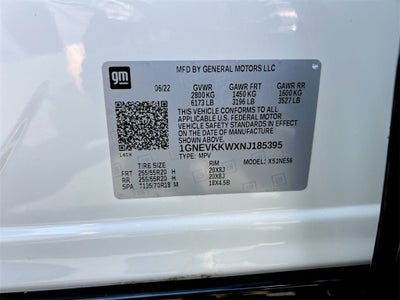 gm
MFD BY GENERAL MOTORS LLC
06/22 GVWR GAWR FRT GAWR RR
2800 KG 1450 KG 1600 KG
6173 LB 3196 LB 3527 LB
THIS VEHICLE CONFORMS TO ALL
APPLICABLE U.S. FEDERAL MOTOR
VEHICLE SAFETY STANDARDS IN
EFFECT ON THE DATE OF MANUFACTURE
SHOWN ABOVE.
1GNEVKKWXNJ185395
TYPE: MPV MODEL: X51NE56
TIRE SIZE RIM
FRT 255/55R20 H 20X8J
RR 255/55R20 H 20X8J
SPA T135/70R18 M 18X4.5B